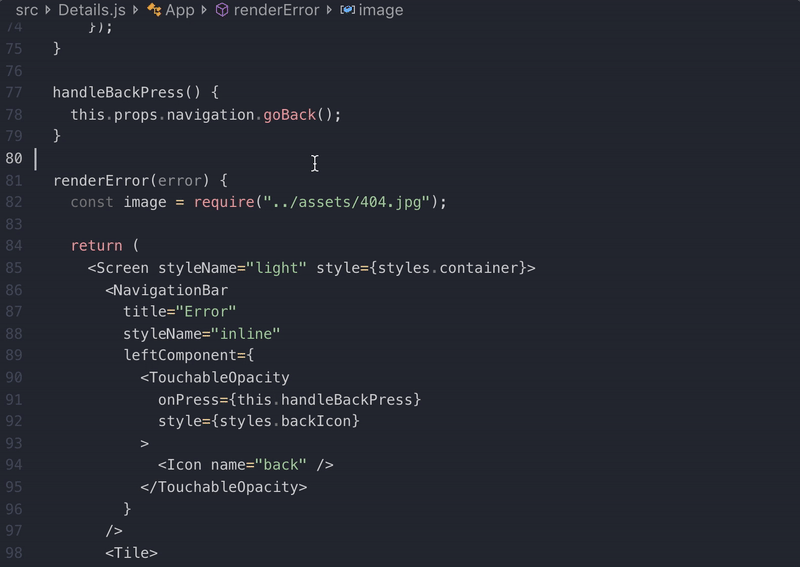 src Details.js App renderError image
74 });
75 }
76
77 handleBackPress() {
78 this.props.navigation.goBack();
79 }
80
81 renderError(error) {
82 const image = require("../assets/404.jpg");
83
84 return (
85 <Screen styleName="light" style={styles.container}>
86 <NavigationBar
87 title="Error"
88 styleName="inline"
89 leftComponent={
90 <TouchableOpacity
91 onPress={this.handleBackPress}
92 style={styles.backIcon}
93 >
94 <Icon name="back" />
95 </TouchableOpacity>
96 }
97 />
98 <Tile>